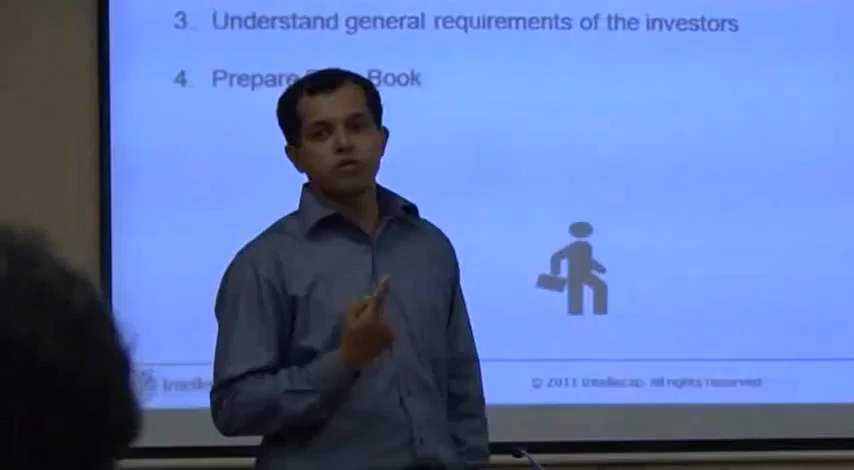 3. Understand general requirements of the investors
4. Prepare Book
© 2011 Intellecap. All rights reserved